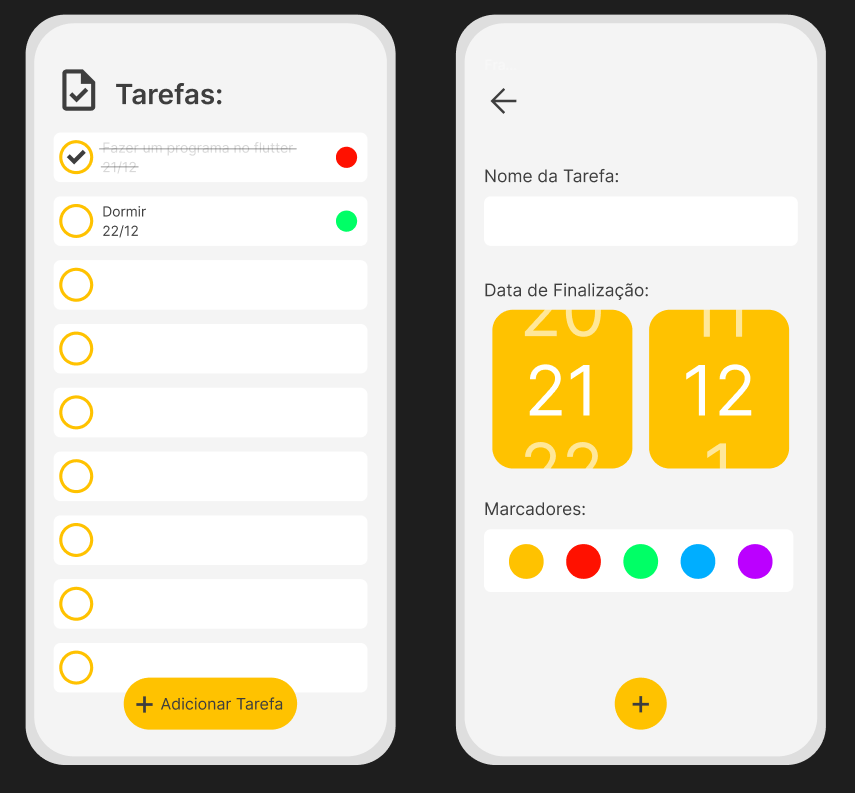 Tarefas:
Fazer um programa no flutter
21/12
Dormir
22/12
Adicionar Tarefa
Nome da Tarefa:
Data de Finalização:
20 11
21 12
22 1
Marcadores: